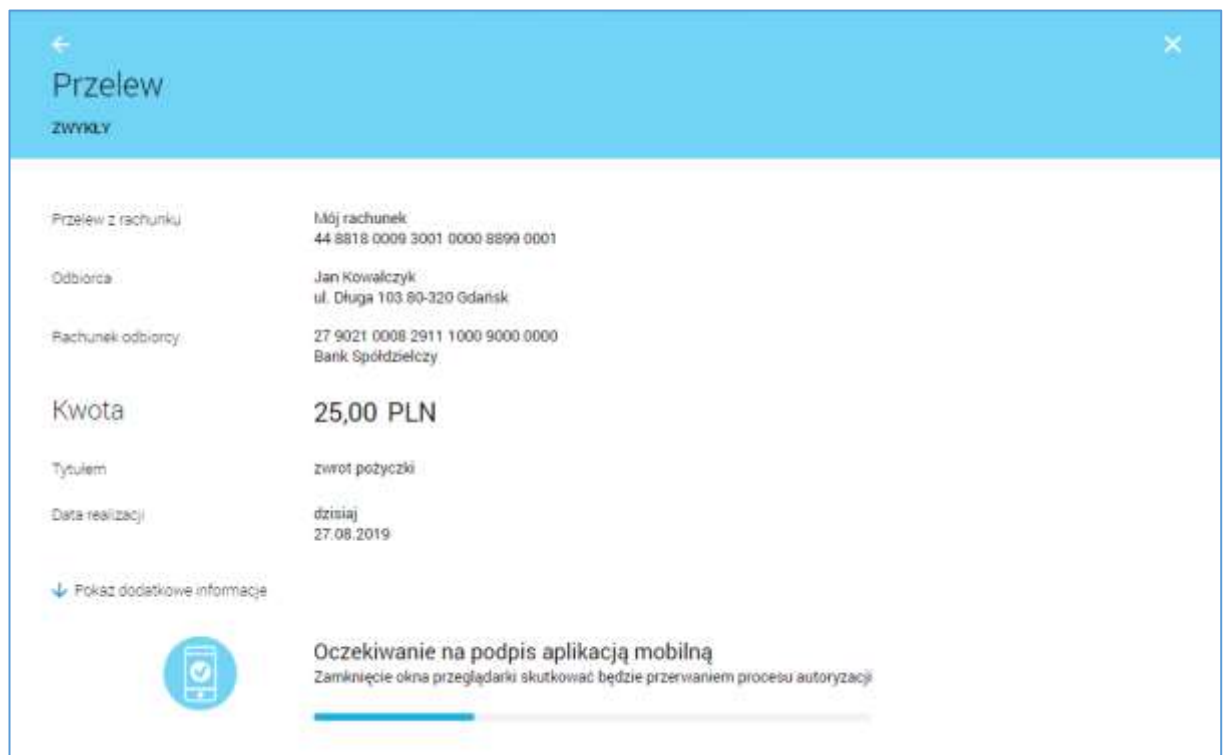 Przelew
ZWYKŁY
Przelew z rachunku
Mój rachunek
44 8818 0009 3001 0000 8899 0001
Odbiorca
Jan Kowalczyk
ul. Długa 103 80-320 Gdańsk
Rachunek odbiorcy
27 9021 0008 2911 1000 9000 0000
Bank Spółdzielczy
Kwota
25,00 PLN
Tytułem
zwrot pożyczki
Data realizacji
dzisiaj
27.08.2019
Pokaż dodatkowe informacje
Oczekiwanie na podpis aplikacją mobilną
Zamknięcie okna przeglądarki skutkować będzie przerwaniem procesu autoryzacji